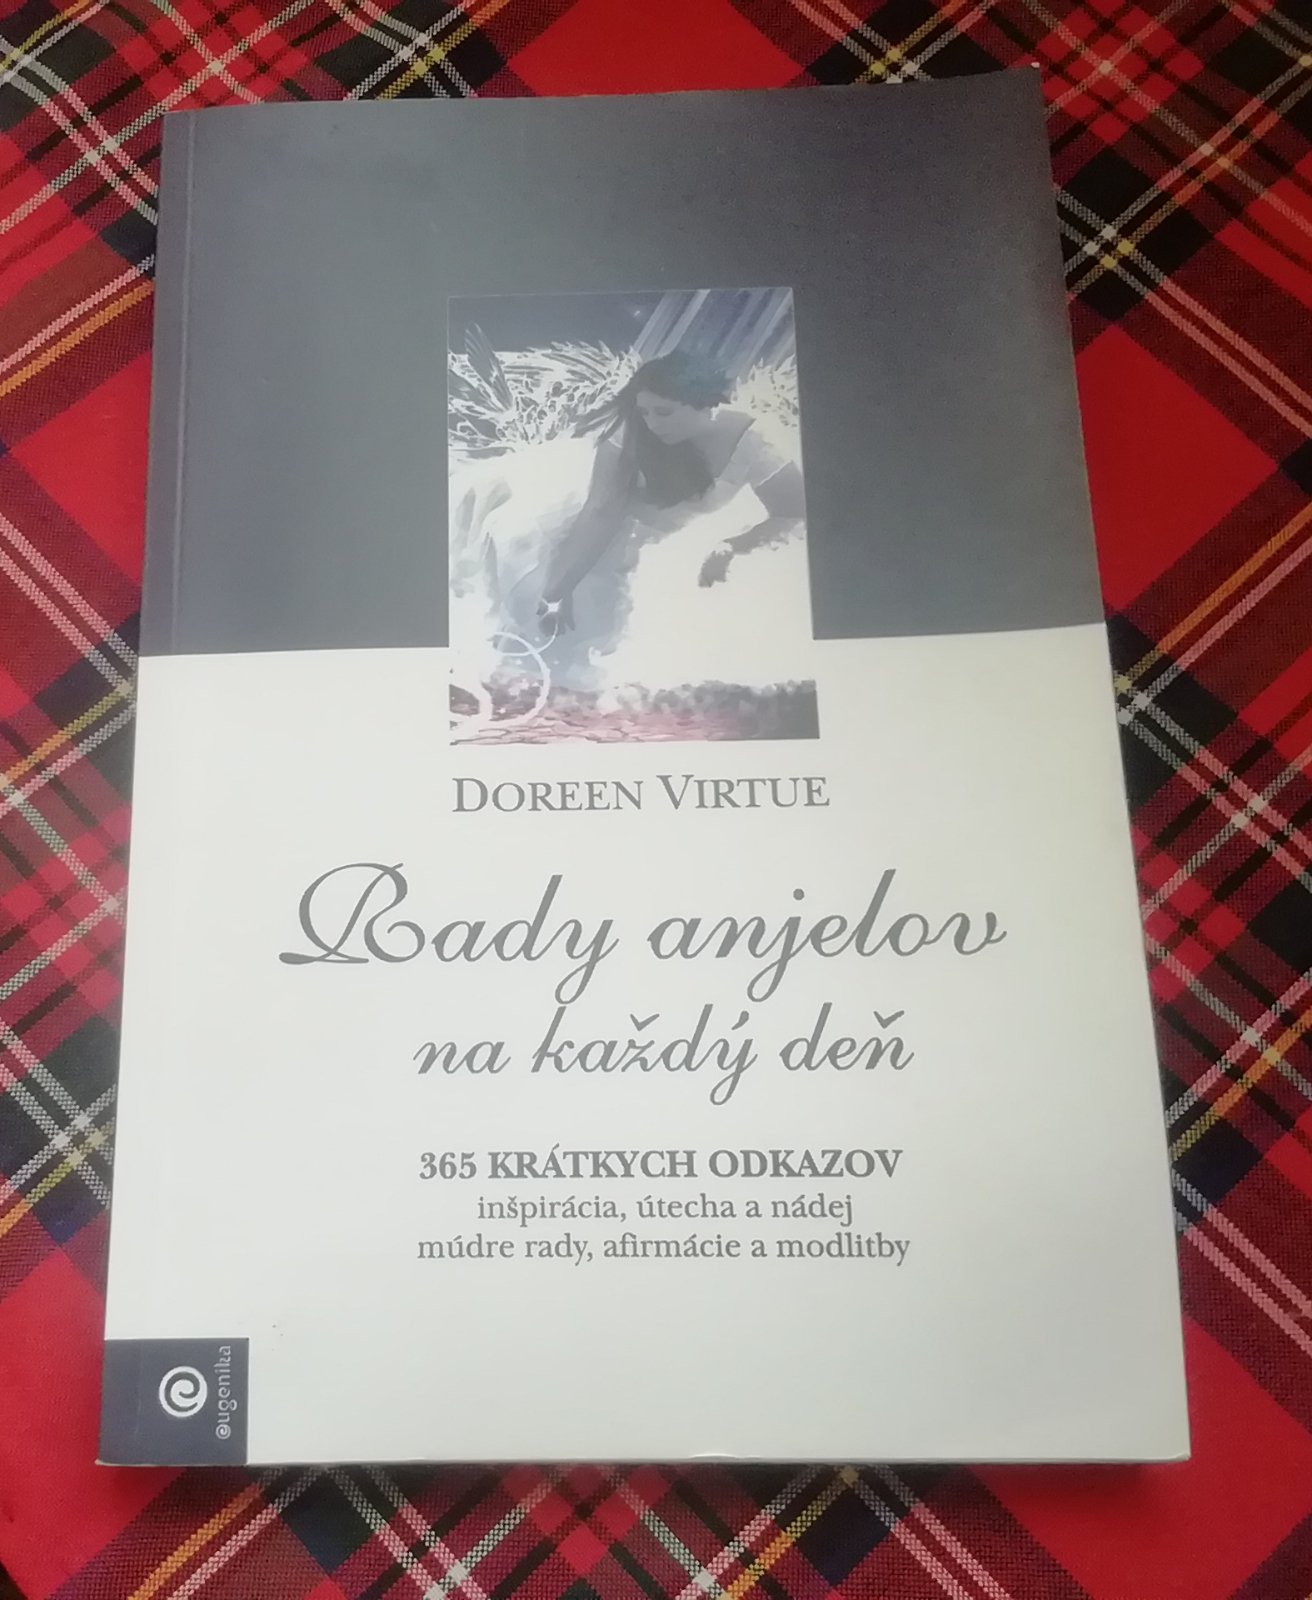 DOREEN VIRTUE
Rady anjelov
na každý deň
365 KRÁTKYCH ODKAZOV
inšpirácia, útecha a nádej
múdre rady, afirmácie a modlitby
eugenika